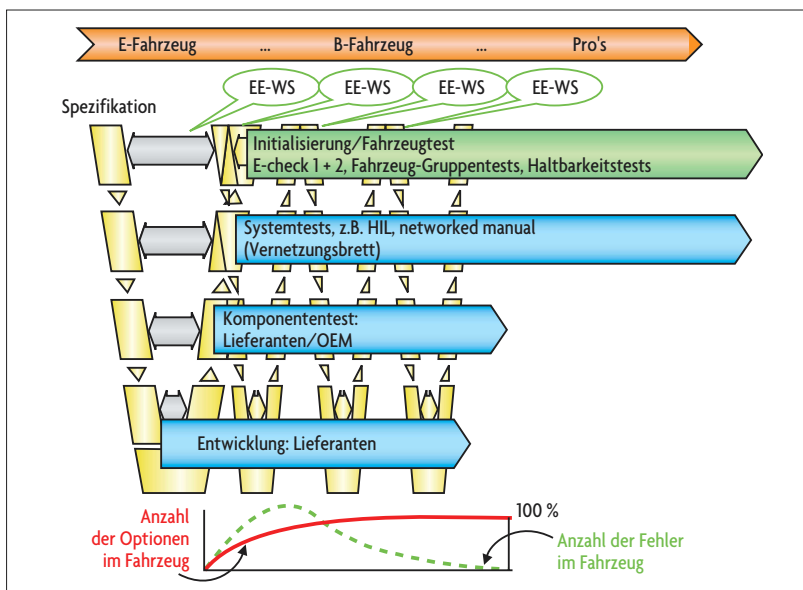 E-Fahrzeug ... B-Fahrzeug ... Pro's
EE-WS EE-WS EE-WS EE-WS
Spezifikation
Initialisierung/Fahrzeugtest
E-check 1 + 2, Fahrzeug-Gruppentests, Haltbarkeitstests
Systemtests, z.B. HIL, networked manual
(Vernetzungsbrett)
Komponententest:
Lieferanten/OEM
Entwicklung: Lieferanten
Anzahl
der Optionen
im Fahrzeug
100 %
Anzahl der Fehler
im Fahrzeug